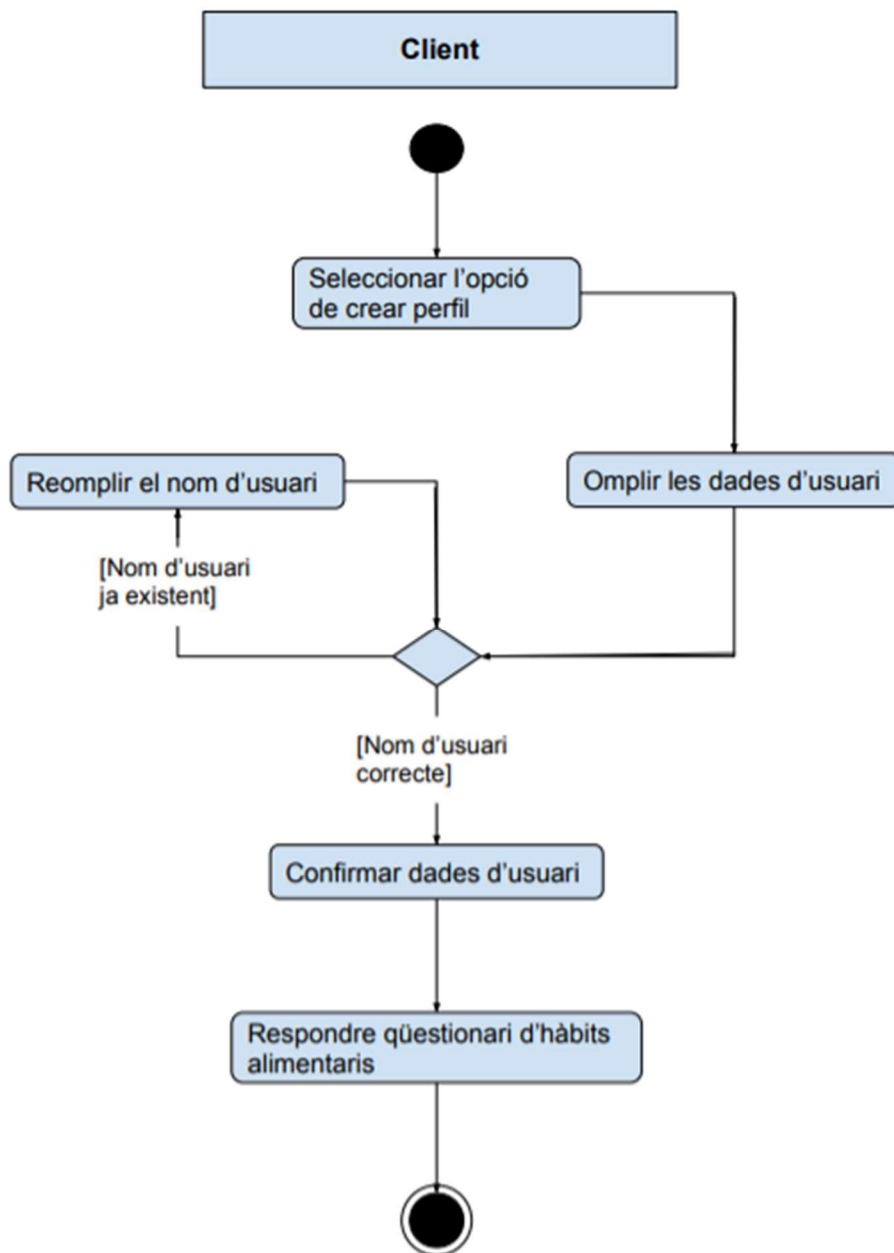 Client
Seleccionar l’opció
de crear perfil
Reomplir el nom d’usuari
Omplir les dades d’usuari
[Nom d’usuari
ja existent]
[Nom d’usuari
correcte]
Confirmar dades d’usuari
Respondre qüestionari d’hàbits
alimentaris